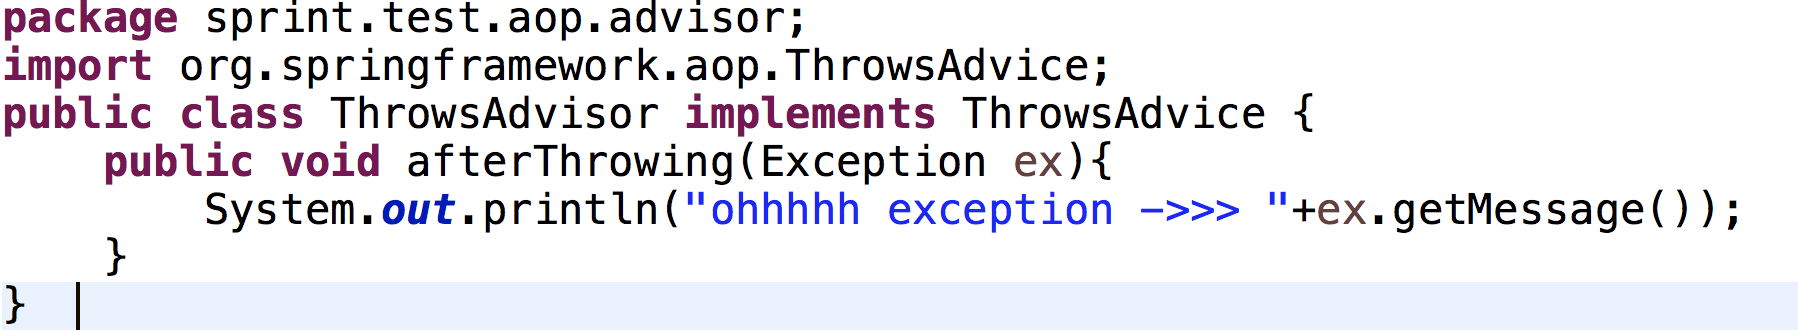 package sprint.test.aop.advisor;
import org.springframework.aop.ThrowsAdvice;
public class ThrowsAdvisor implements ThrowsAdvice {
    public void afterThrowing(Exception ex){
        System.out.println("ohhhhh exception ->>> "+ex.getMessage());
    }
}